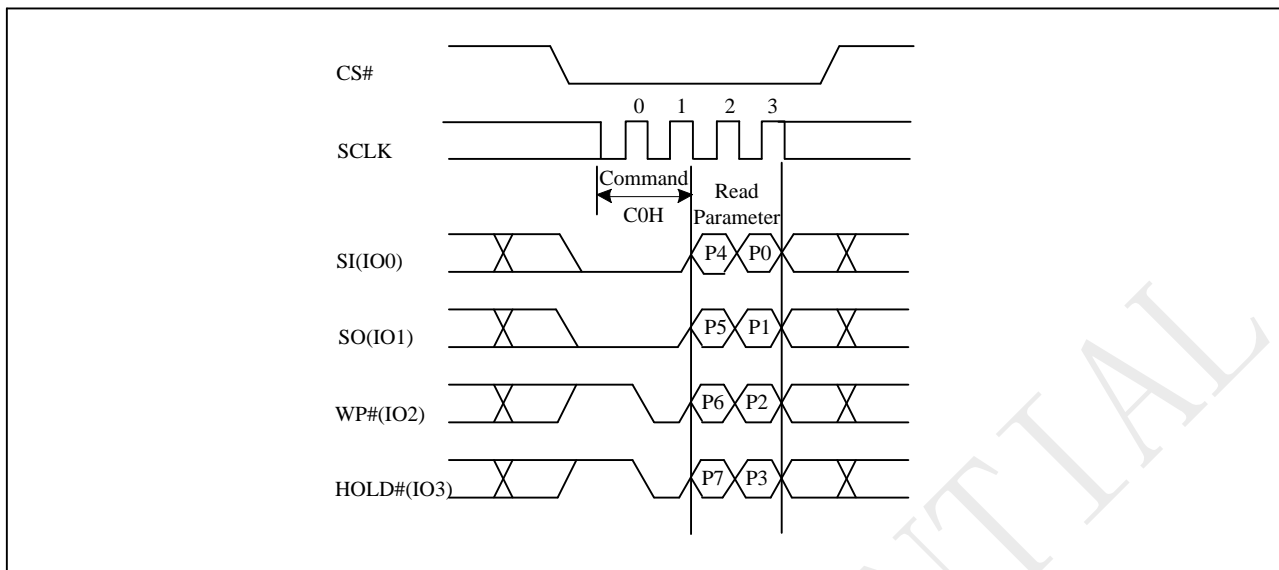 CS#
0 1 2 3
SCLK
Command
C0H
Read
Parameter
SI(IO0)
P4 P0
SO(IO1)
P5 P1
WP#(IO2)
P6 P2
HOLD#(IO3)
P7 P3
NTIAL